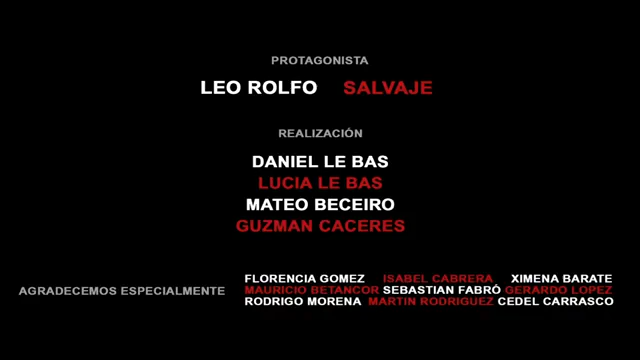 PROTAGONISTA
LEO ROLFO SALVAJE
REALIZACIÓN
DANIEL LE BAS
LUCIA LE BAS
MATEO BECEIRO
GUZMAN CACERES
AGRADECEMOS ESPECIALMENTE
FLORENCIA GOMEZ ISABEL CABRERA XIMENA BARATE
MAURICIO BETANCOR SEBASTIAN FABRÓ GERARDO LOPEZ
RODRIGO MORENA MARTIN RODRIGUEZ CEDEL CARRASCO